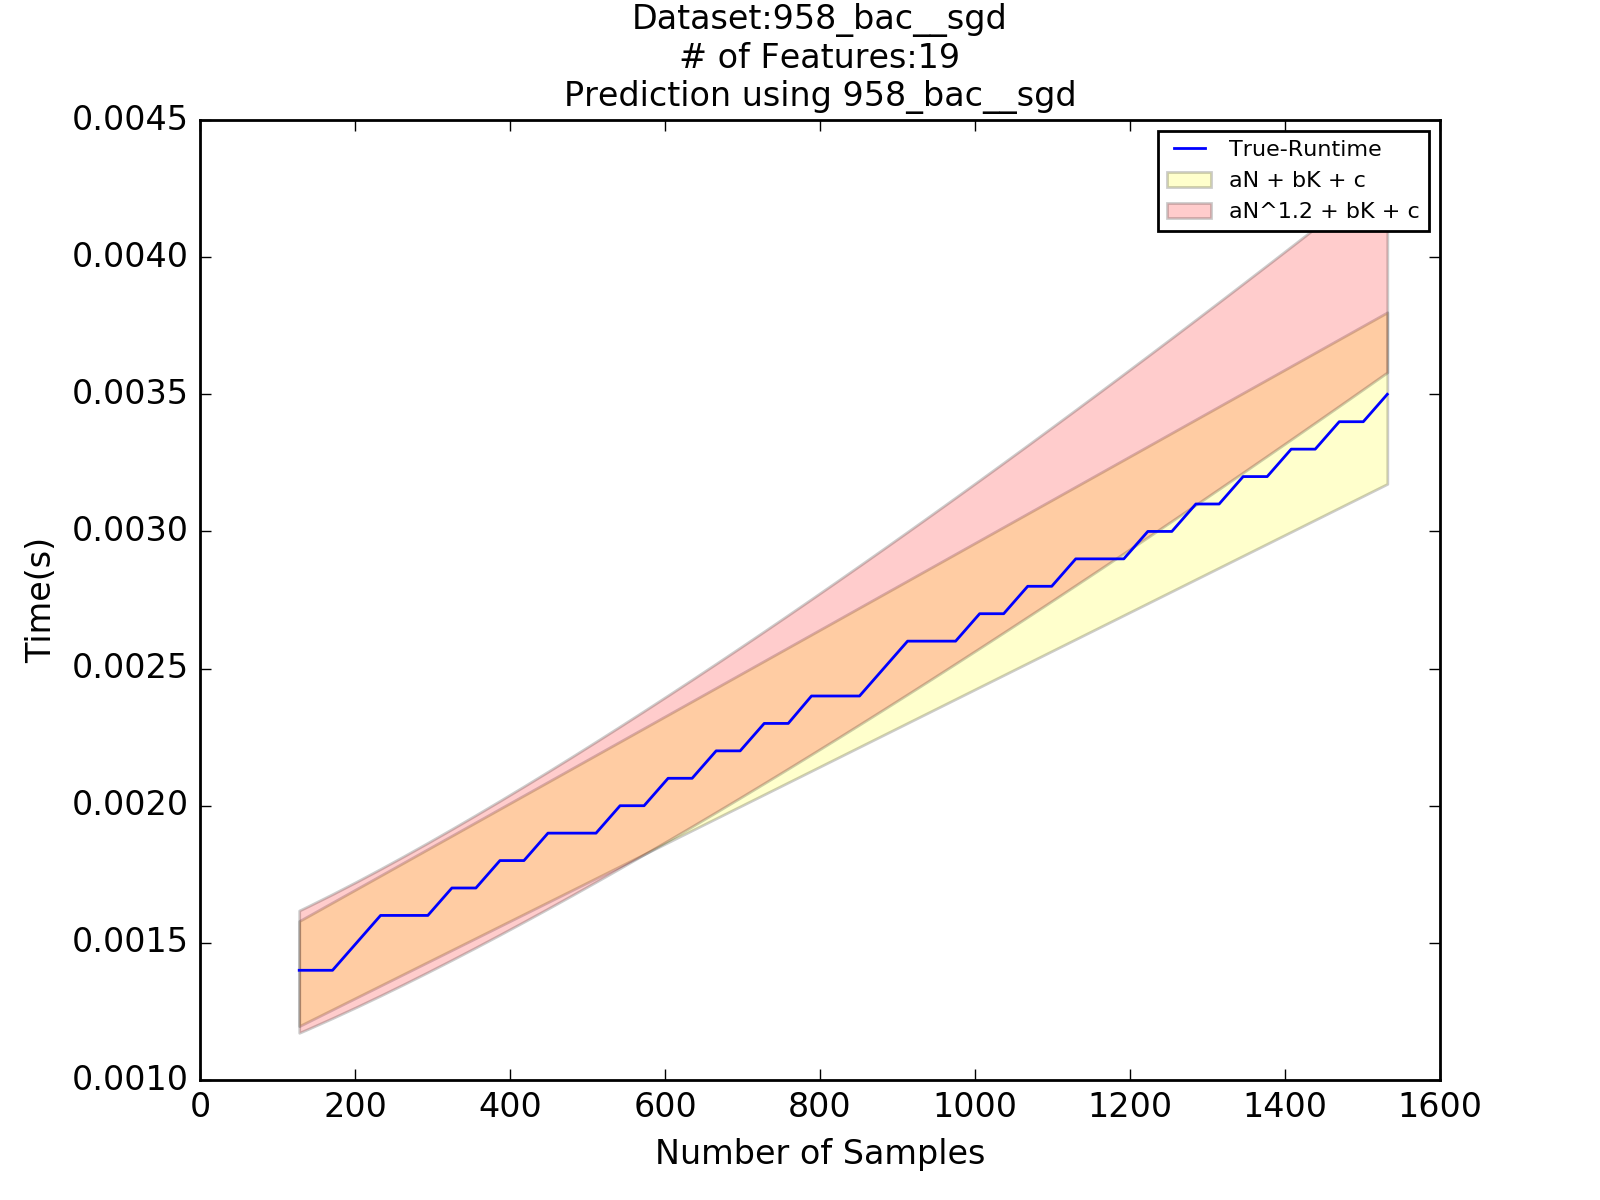 Dataset:958_bac__sgd
# of Features:19
Prediction using 958_bac__sgd
0.0045
0.0040
0.0035
0.0030
0.0025
0.0020
0.0015
0.0010
Time(s)
True-Runtime
aN + bK + c
aN^1.2 + bK + c
0 200 400 600 800 1000 1200 1400 1600
Number of Samples